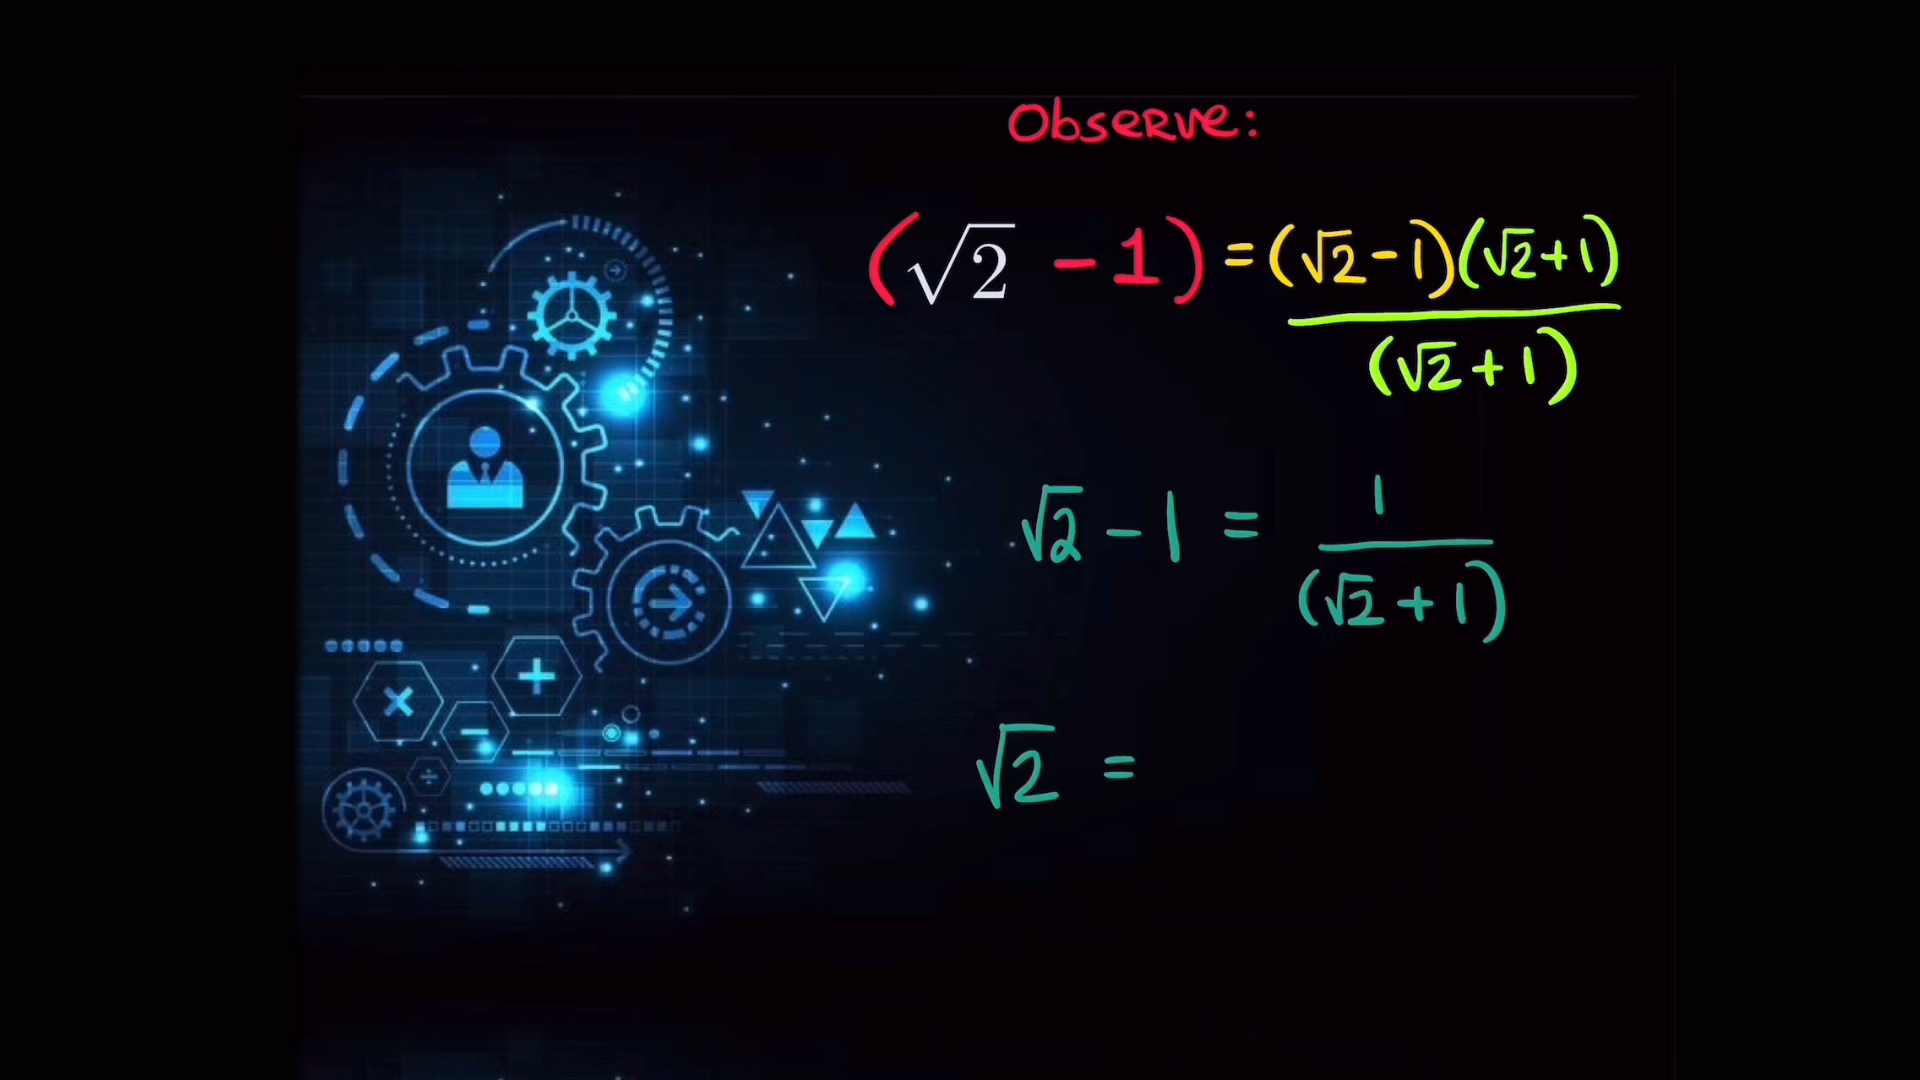 Observe:
(√2 - 1) = (√2 - 1)(√2 + 1)
(√2 + 1)
√2 - 1 = 1
(√2 + 1)
√2 =